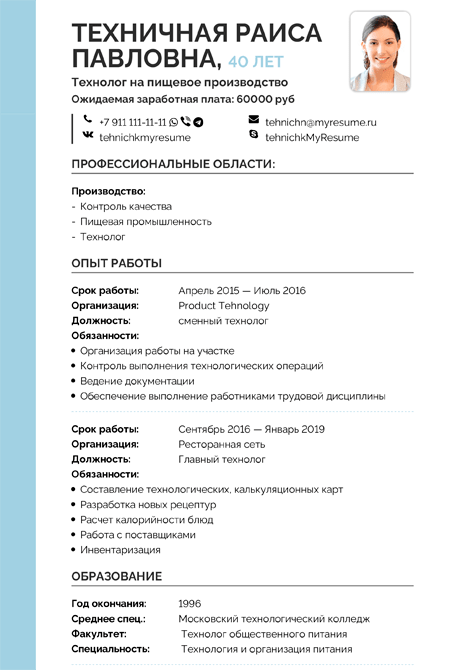 ТЕХНИЧНАЯ РАИСА
ПАВЛОВНА, 40 ЛЕТ
Технолог на пищевое производство
Ожидаемая заработная плата: 60000 руб
+7 911 111-11-11
tehnichn@myresume.ru
tehnichkmyresume
tehnichkMyResume
ПРОФЕССИОНАЛЬНЫЕ ОБЛАСТИ:
Производство:
- Контроль качества
- Пищевая промышленность
- Технолог
ОПЫТ РАБОТЫ
Срок работы: Апрель 2015 — Июль 2016
Организация: Product Tehnology
Должность: сменный технолог
Обязанности:
• Организация работы на участке
• Контроль выполнения технологических операций
• Ведение документации
• Обеспечение выполнение работниками трудовой дисциплины
Срок работы: Сентябрь 2016 — Январь 2019
Организация: Ресторанная сеть
Должность: Главный технолог
Обязанности:
• Составление технологических, калькуляционных карт
• Разработка новых рецептур
• Расчет калорийности блюд
• Работа с поставщиками
• Инвентаризация
ОБРАЗОВАНИЕ
Год окончания: 1996
Среднее спец.: Московский технологический колледж
Факультет: Технолог общественного питания
Специальность: Технология и организация питания